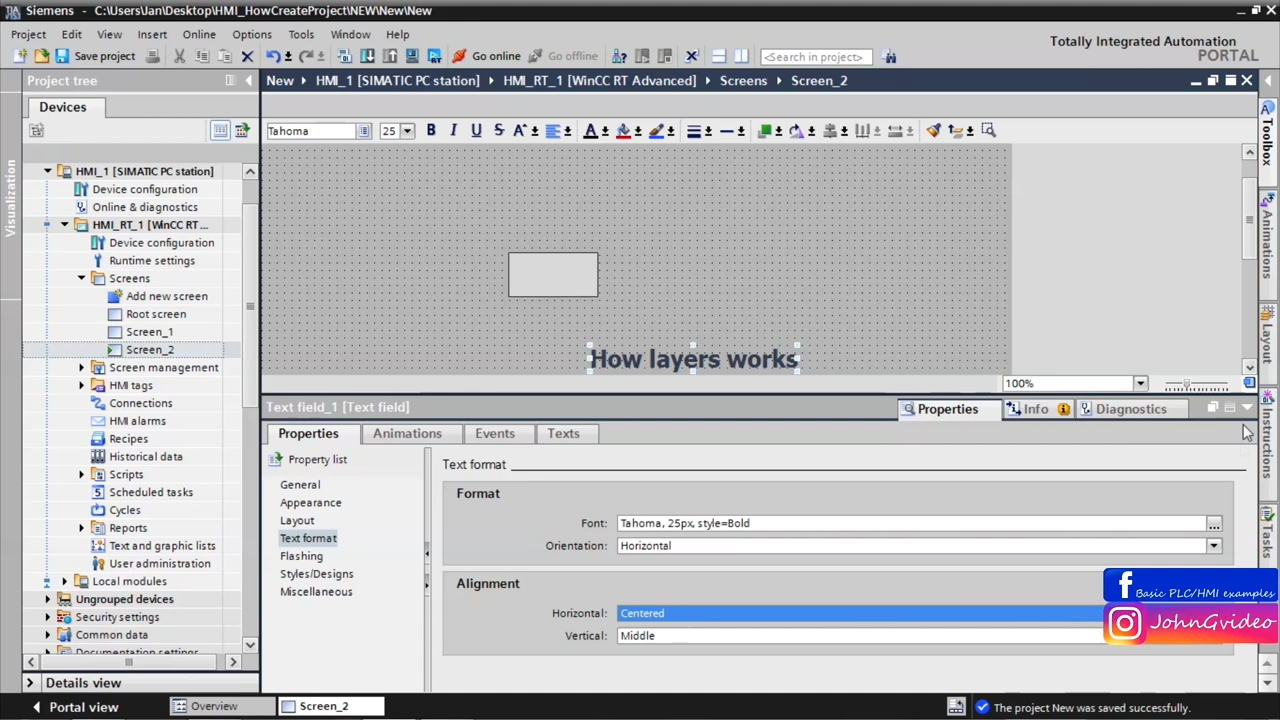 Siemens - C:\Users\Jan\Desktop\HMI_HowCreateProject\NEW\New\New
Project Edit View Insert Online Options Tools Window Help
Totally Integrated Automation
PORTAL
Save project
Go online
Go offline
<Search in project>
Project tree
New
HMI_1 [SIMATIC PC station]
HMI_RT_1 [WinCC RT Advanced]
Screens
Screen_2
Devices
Tahoma
25
B I U S A A
Visualization
HMI_1 [SIMATIC PC station]
Device configuration
Online & diagnostics
HMI_RT_1 [WinCC RT ...
Device configuration
Runtime settings
Screens
Add new screen
Root screen
Screen_1
Screen_2
Screen management
HMI tags
Connections
HMI alarms
Recipes
Historical data
Scripts
Scheduled tasks
Cycles
Reports
Text and graphic lists
User administration
Local modules
Ungrouped devices
Security settings
Common data
Documentation settings
Details view
How layers works
100%
Text field_1 [Text field]
Properties
Info
Diagnostics
Properties
Animations
Events
Texts
Property list
General
Appearance
Layout
Text format
Flashing
Styles/Designs
Miscellaneous
Text format
Format
Font: Tahoma, 25px, style=Bold ...
Orientation: Horizontal
Alignment
Horizontal: Centered
Vertical: Middle
Toolbox
Animations
Layout
Instructions
Tasks
f Basic PLC/HMI examples
JohnGvideo
Portal view
Overview
Screen_2
The project New was saved successfully.